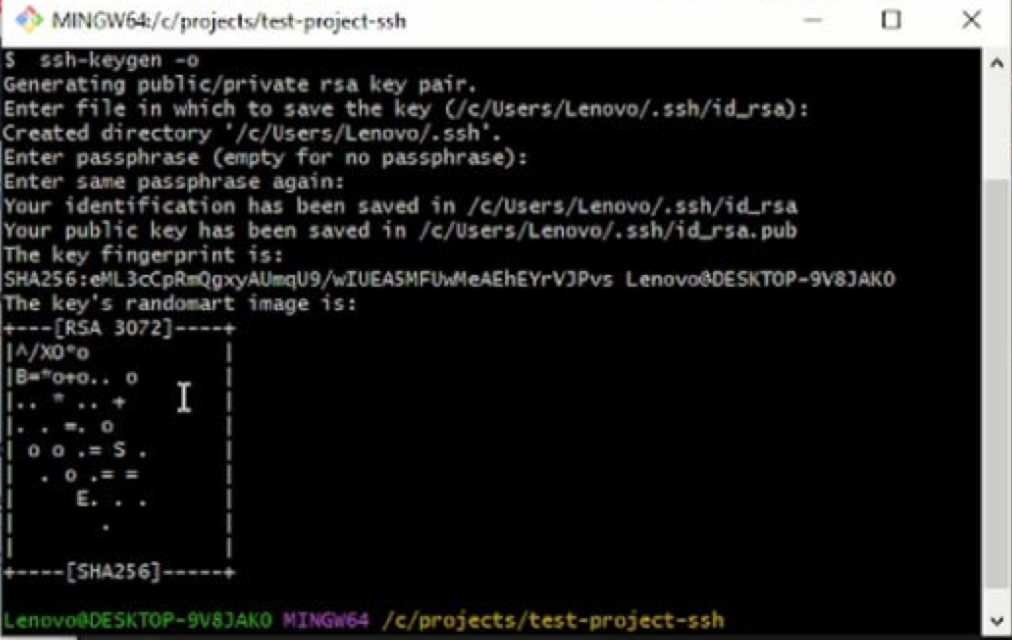 MINGW64:/c/projects/test-project-ssh
$  ssh-keygen -o
Generating public/private rsa key pair.
Enter file in which to save the key (/c/Users/Lenovo/.ssh/id_rsa):
Created directory '/c/Users/Lenovo/.ssh'.
Enter passphrase (empty for no passphrase):
Enter same passphrase again:
Your identification has been saved in /c/Users/Lenovo/.ssh/id_rsa
Your public key has been saved in /c/Users/Lenovo/.ssh/id_rsa.pub
The key fingerprint is:
SHA256:eML3cCpRmQgxyAUmqU9/wIUEA5MFUwMeAEhEYrVJPvs Lenovo@DESKTOP-9V8JAKO
The key's randomart image is:
+---[RSA 3072]----+
|^/XO*o           |
|B=*o+o.. o       |
|.. * .. +        |
|. . =. o         |
| o o .= S .      |
|  . o .= =       |
|     E. . .      |
|       .         |
|                 |
+----[SHA256]-----+
Lenovo@DESKTOP-9V8JAKO MINGW64 /c/projects/test-project-ssh